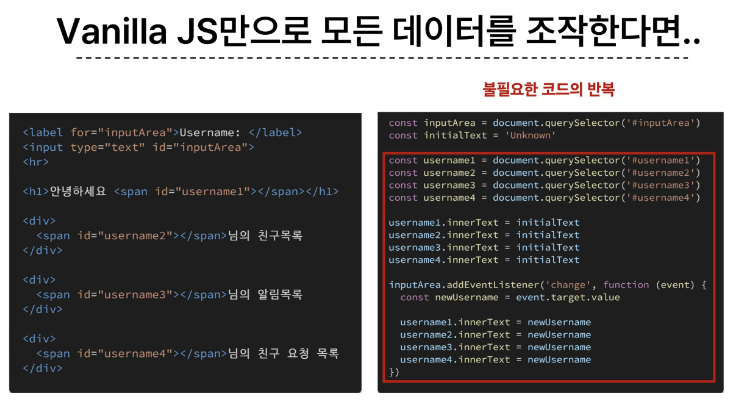 Vanilla JS만으로 모든 데이터를 조작한다면..
불필요한 코드의 반복
<label for="inputArea">Username: </label>
<input type="text" id="inputArea">
<hr>
<h1>안녕하세요 <span id="username1"></span></h1>
<div>
<span id="username2"></span>님의 친구목록
</div>
<div>
<span id="username3"></span>님의 알림목록
</div>
<div>
<span id="username4"></span>님의 친구 요청 목록
</div>
const inputArea = document.querySelector('#inputArea')
const initialText = 'Unknown'
const username1 = document.querySelector('#username1')
const username2 = document.querySelector('#username2')
const username3 = document.querySelector('#username3')
const username4 = document.querySelector('#username4')
username1.innerText = initialText
username2.innerText = initialText
username3.innerText = initialText
username4.innerText = initialText
inputArea.addEventListener('change', function (event) {
const newUsername = event.target.value
username1.innerText = newUsername
username2.innerText = newUsername
username3.innerText = newUsername
username4.innerText = newUsername
})